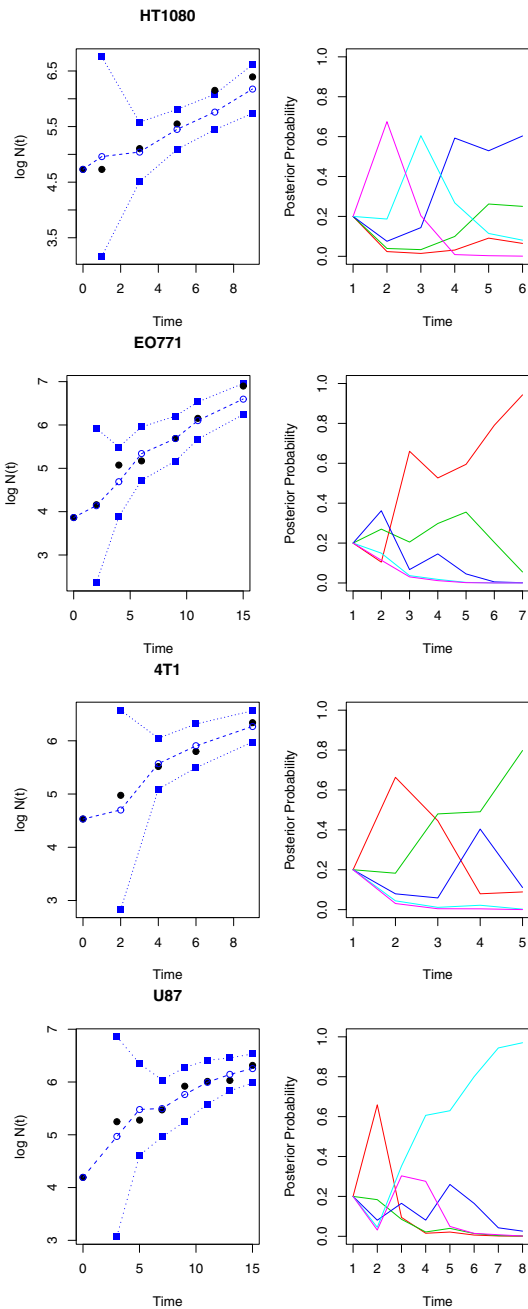 HT1080
log N(t)
3.5 4.5 5.5 6.5
0 2 4 6 8
Time
Posterior Probability
0.0 0.2 0.4 0.6 0.8 1.0
1 2 3 4 5 6
Time
EO771
log N(t)
3 4 5 6 7
0 5 10 15
Time
Posterior Probability
0.0 0.2 0.4 0.6 0.8 1.0
1 2 3 4 5 6 7
Time
4T1
log N(t)
3 4 5 6
0 2 4 6 8
Time
Posterior Probability
0.0 0.2 0.4 0.6 0.8 1.0
1 2 3 4 5
Time
U87
log N(t)
3 4 5 6 7
0 5 10 15
Time
Posterior Probability
0.0 0.2 0.4 0.6 0.8 1.0
1 2 3 4 5 6 7 8
Time